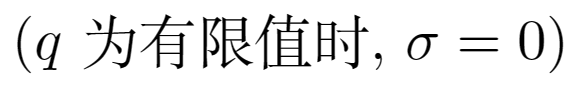 (q 为有限值时, σ = 0)